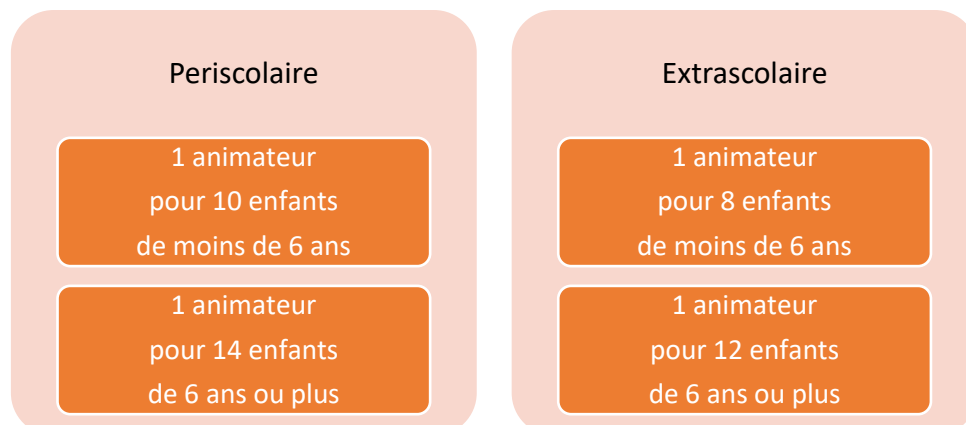 Periscolaire
1 animateur
pour 10 enfants
de moins de 6 ans
1 animateur
pour 14 enfants
de 6 ans ou plus
Extrascolaire
1 animateur
pour 8 enfants
de moins de 6 ans
1 animateur
pour 12 enfants
de 6 ans ou plus